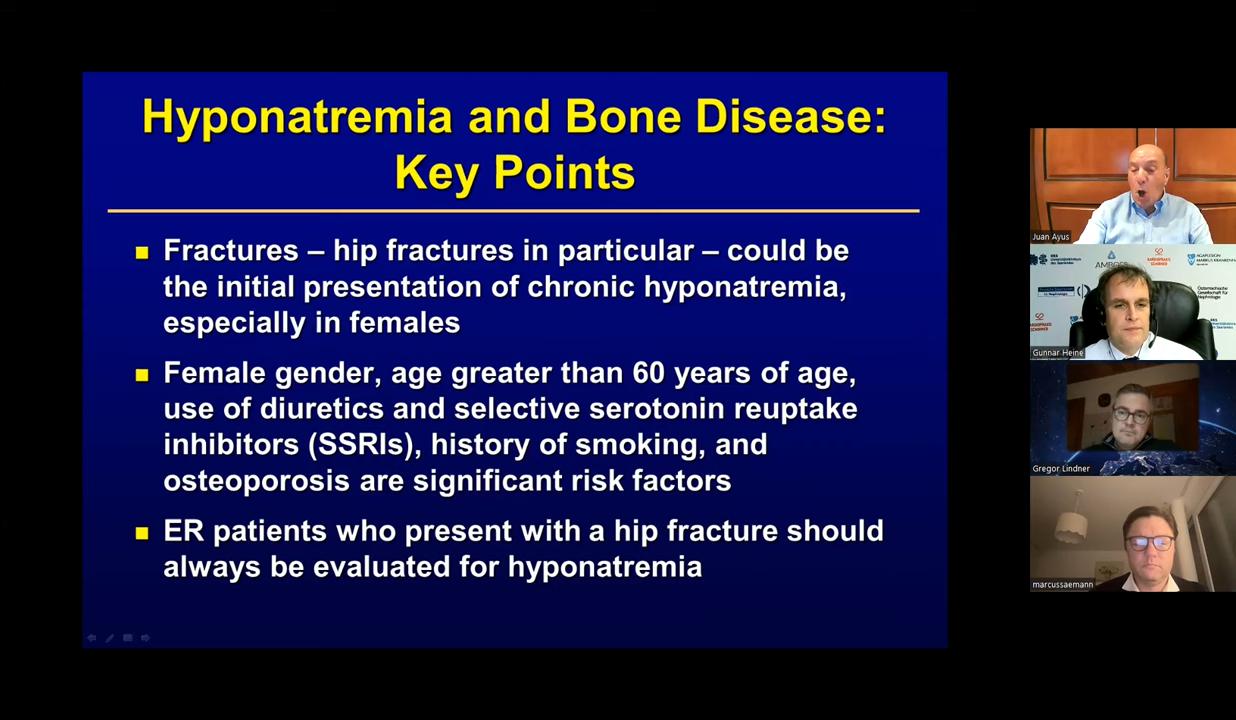 Hyponatremia and Bone Disease:
Key Points
Fractures – hip fractures in particular – could be
the initial presentation of chronic hyponatremia,
especially in females
Female gender, age greater than 60 years of age,
use of diuretics and selective serotonin reuptake
inhibitors (SSRIs), history of smoking, and
osteoporosis are significant risk factors
ER patients who present with a hip fracture should
always be evaluated for hyponatremia
Juan Ayus
AMBOSS
Gunnar Heine
Gregor Lindner
marcussaemann